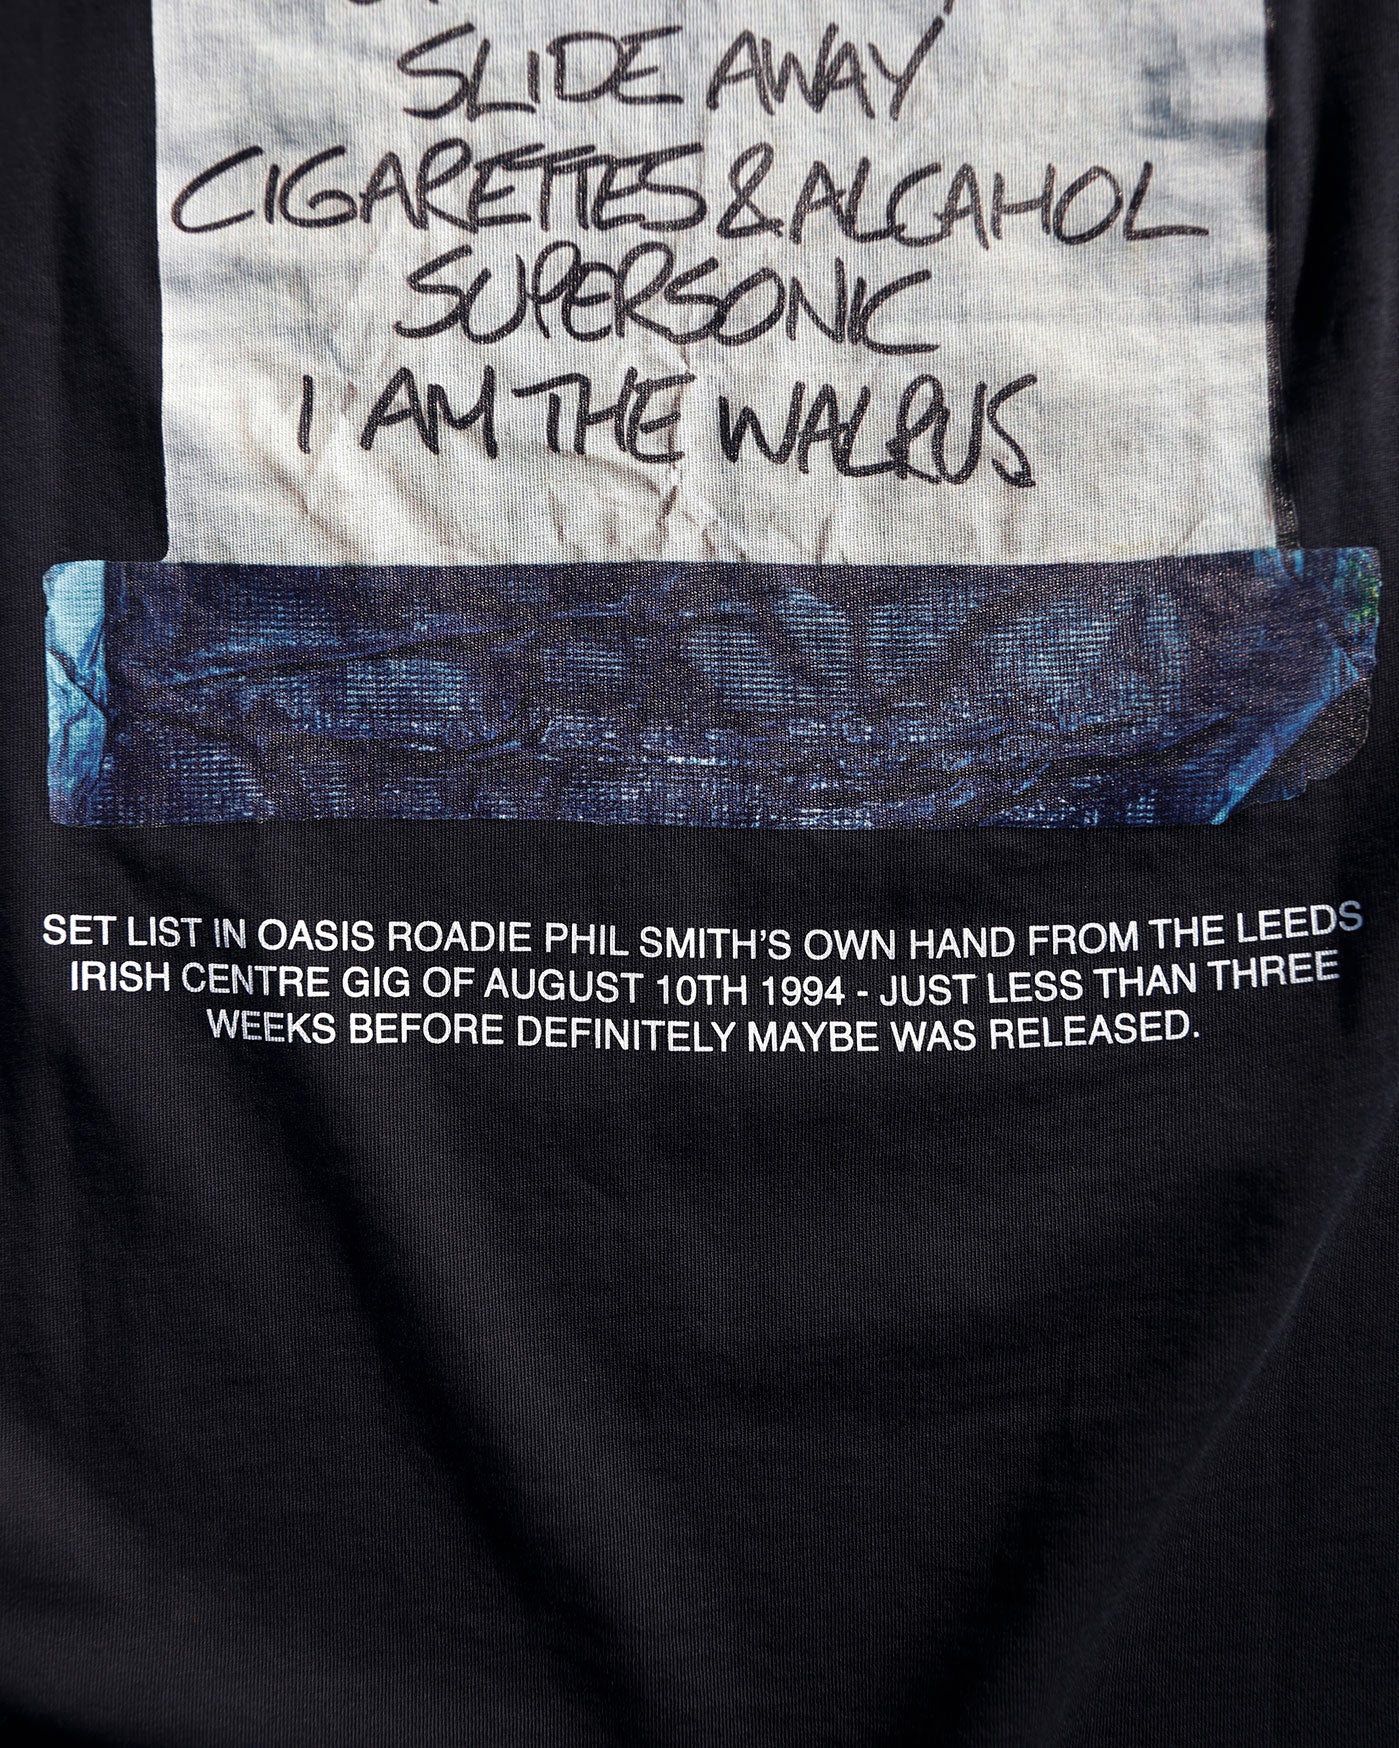 SLIDE AWAY
CIGARETTES & ALCAHOL
SUPERSONIC
I AM THE WALRUS
SET LIST IN OASIS ROADIE PHIL SMITH'S OWN HAND FROM THE LEEDS
IRISH CENTRE GIG OF AUGUST 10TH 1994 - JUST LESS THAN THREE
WEEKS BEFORE DEFINITELY MAYBE WAS RELEASED.